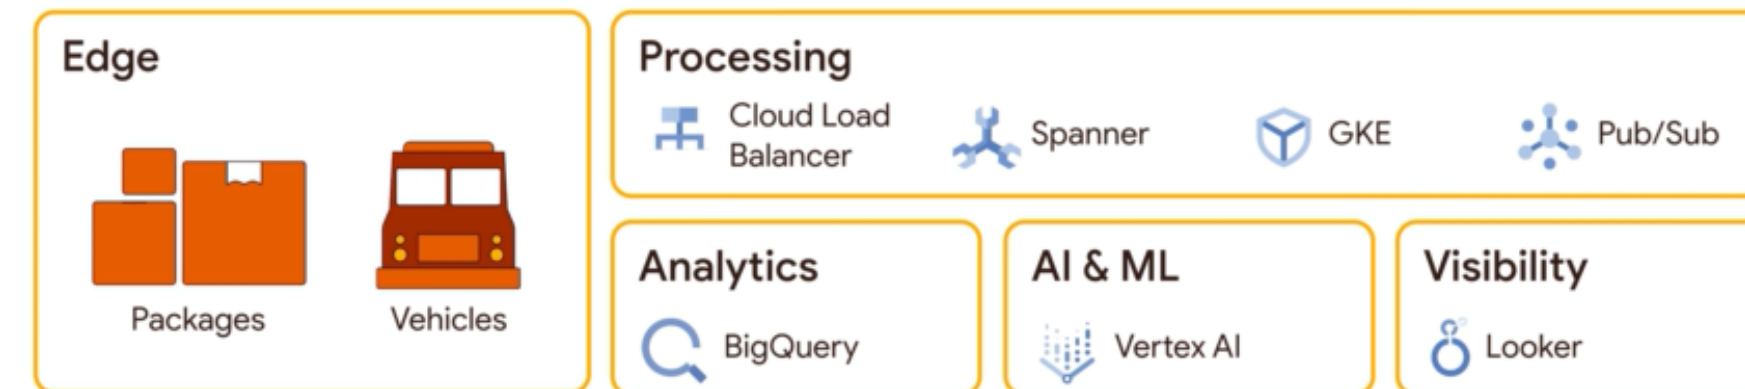 Edge
Packages
Vehicles
Processing
Cloud Load
Balancer
Spanner
GKE
Pub/Sub
Analytics
BigQuery
AI & ML
Vertex AI
Visibility
Looker